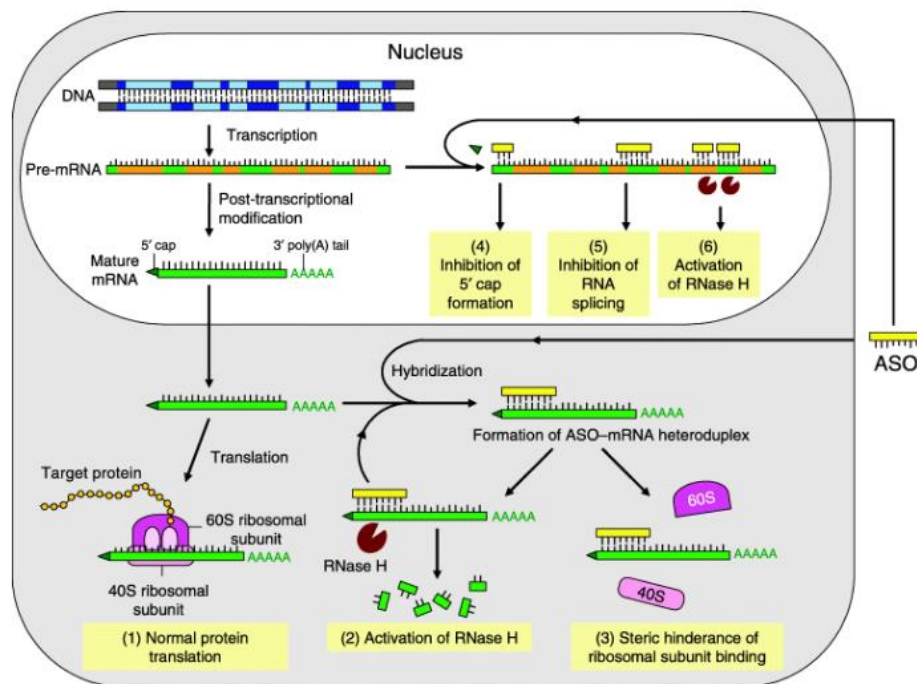 Nucleus
DNA
Transcription
Pre-mRNA
Post-transcriptional
modification
5′ cap
3′ poly(A) tail
Mature
mRNA
AAAAA
(4)
Inhibition of
5′ cap
formation
(5)
Inhibition of
RNA
splicing
(6)
Activation
of RNase H
ASO
Hybridization
AAAAA
AAAAA
Formation of ASO–mRNA heteroduplex
Translation
Target protein
60S ribosomal
subunit
AAAAA
40S ribosomal
subunit
(1) Normal protein
translation
AAAAA
RNase H
(2) Activation of RNase H
60S
AAAAA
40S
(3) Steric hinderance of
ribosomal subunit binding